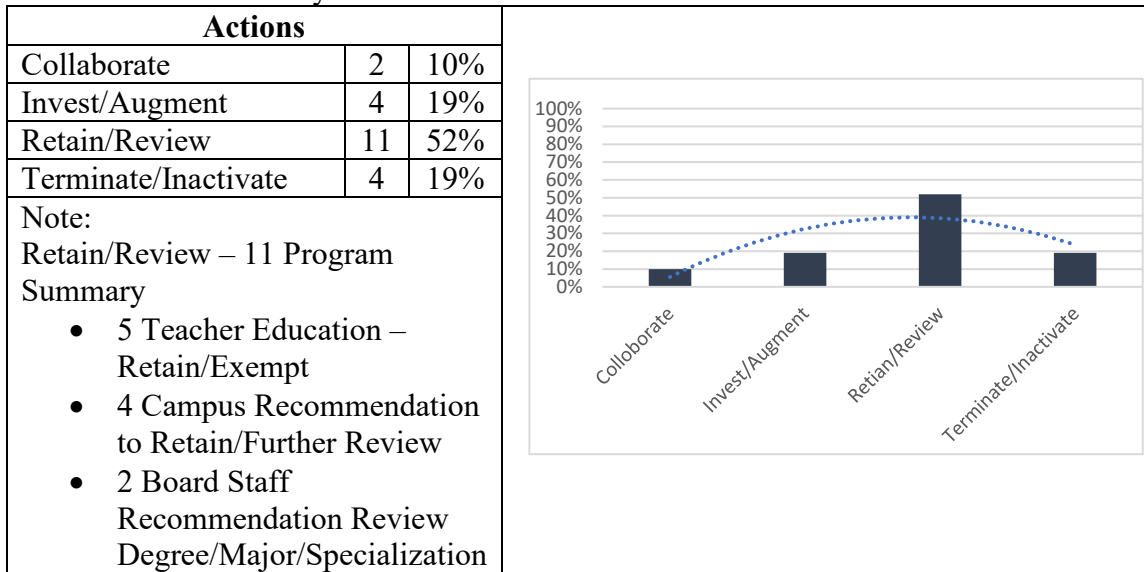 Actions
Collaborate 2 10%
Invest/Augment 4 19%
Retain/Review 11 52%
Terminate/Inactivate 4 19%
Note:
Retain/Review – 11 Program
Summary
• 5 Teacher Education –
Retain/Exempt
• 4 Campus Recommendation
to Retain/Further Review
• 2 Board Staff
Recommendation Review
Degree/Major/Specialization
100%
90%
80%
70%
60%
50%
40%
30%
20%
10%
0%
Colloborate
Invest/Augment
Retian/Review
Terminate/Inactivate